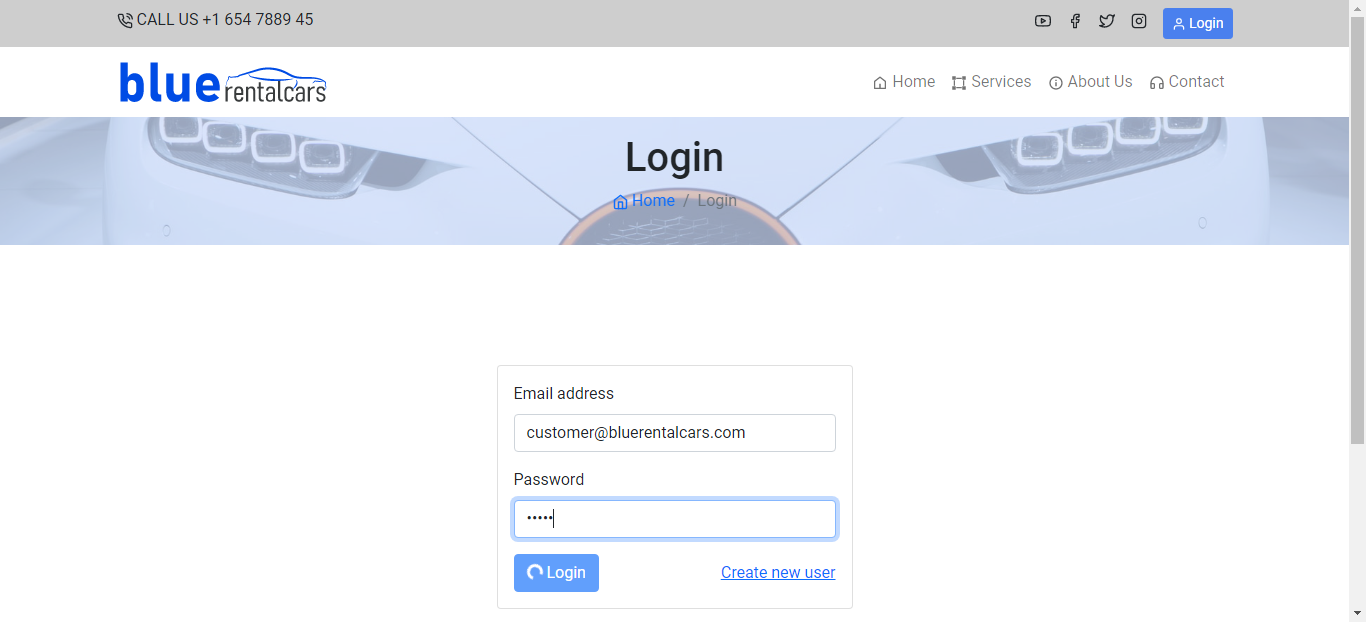 CALL US +1 654 7889 45
Login
blue rentalcars
Home Services About Us Contact
Login
Home / Login
Email address
customer@bluerentalcars.com
Password
•••••
Login Create new user